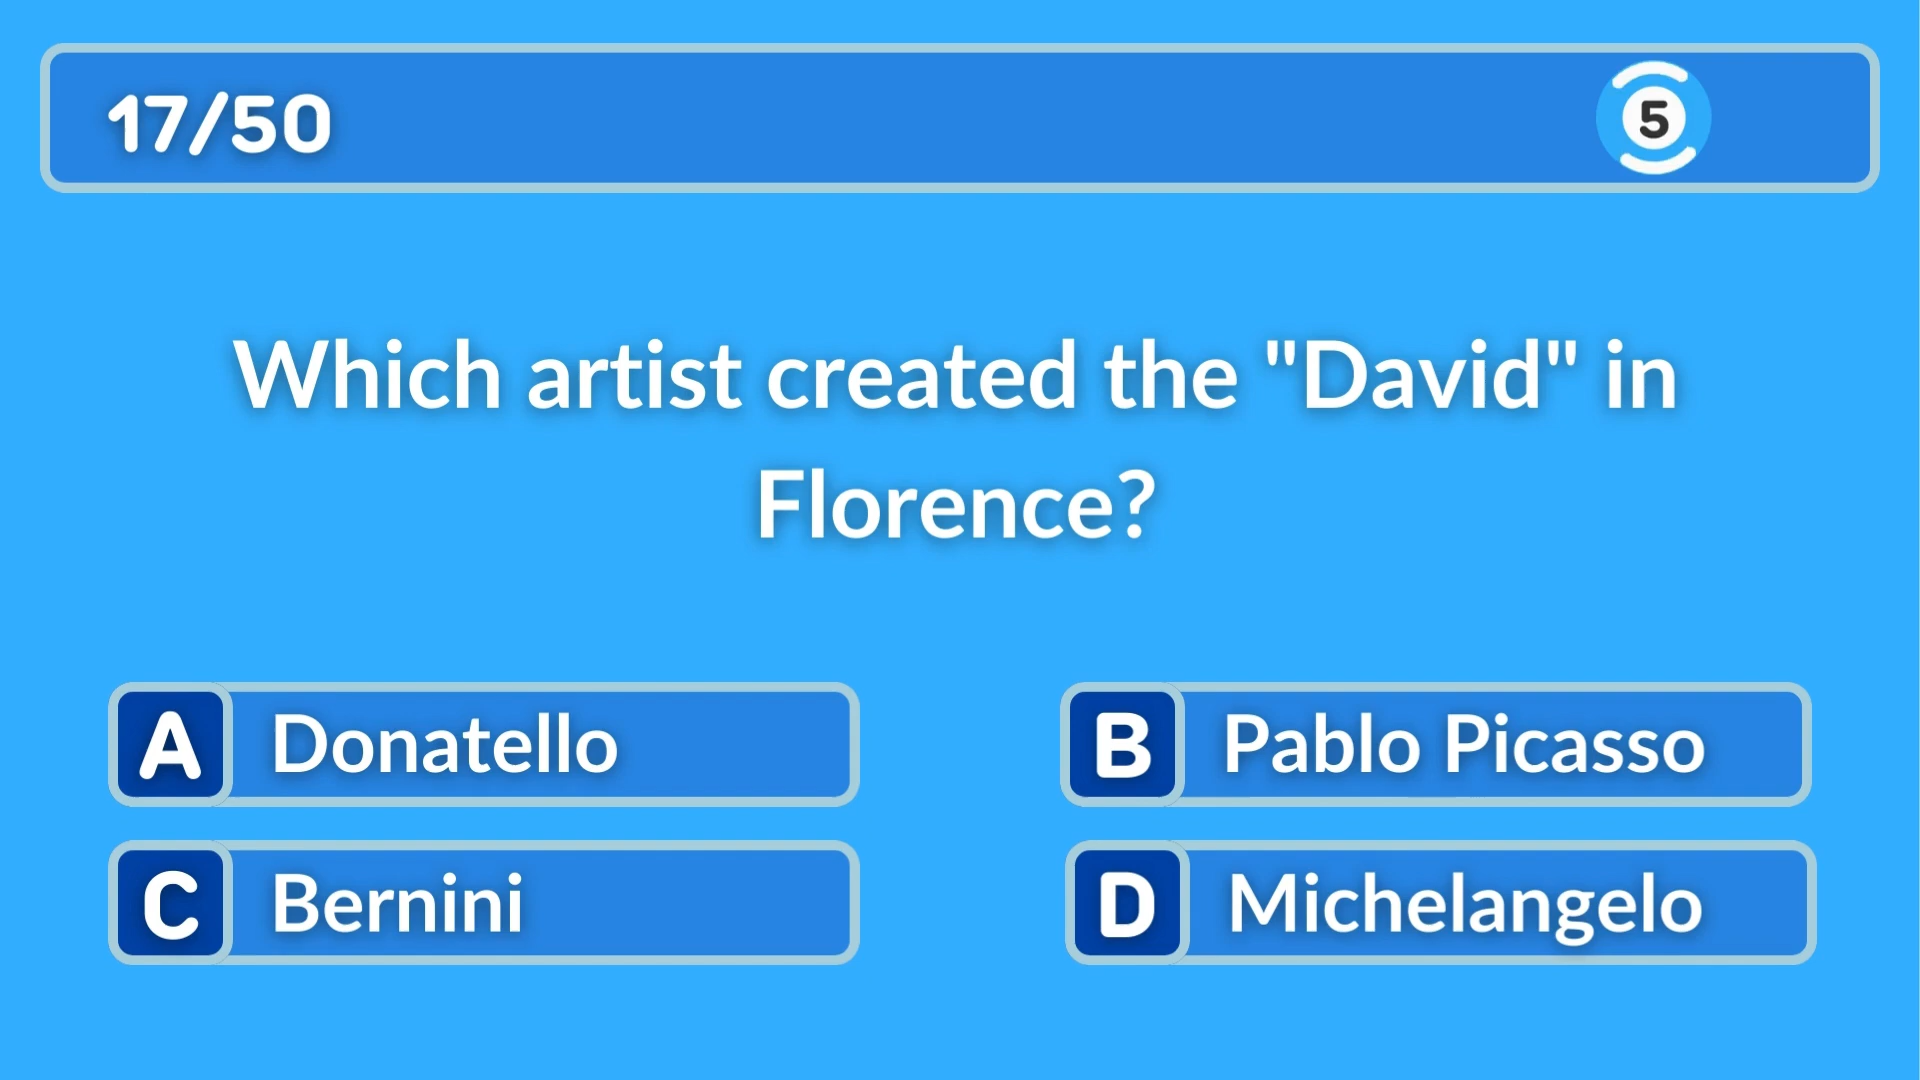 17/50
5
Which artist created the "David" in
Florence?
A Donatello
B Pablo Picasso
C Bernini
D Michelangelo